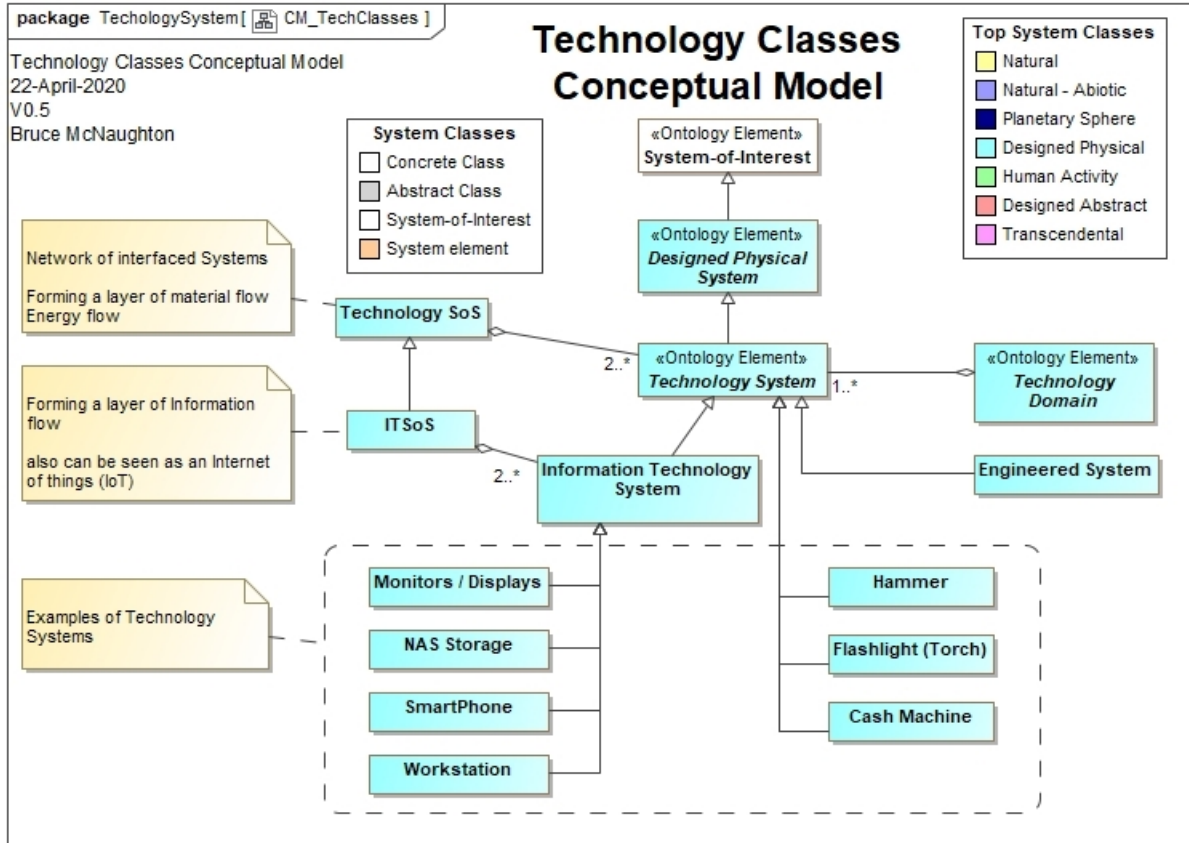 package TechologySystem[ CM_TechClasses ]
Technology Classes Conceptual Model
22-April-2020
V0.5
Bruce McNaughton
Technology Classes
Conceptual Model
Top System Classes
Natural
Natural - Abiotic
Planetary Sphere
Designed Physical
Human Activity
Designed Abstract
Transcendental
System Classes
Concrete Class
Abstract Class
System-of-Interest
System element
«Ontology Element»
System-of-Interest
«Ontology Element»
Designed Physical
System
Network of interfaced Systems
Forming a layer of material flow
Energy flow
Technology SoS
2..*
«Ontology Element»
Technology System
1..*
«Ontology Element»
Technology
Domain
Forming a layer of Information
flow
also can be seen as an Internet
of things (IoT)
ITSoS
2..*
Information Technology
System
Engineered System
Examples of Technology
Systems
Monitors / Displays
NAS Storage
SmartPhone
Workstation
Hammer
Flashlight (Torch)
Cash Machine